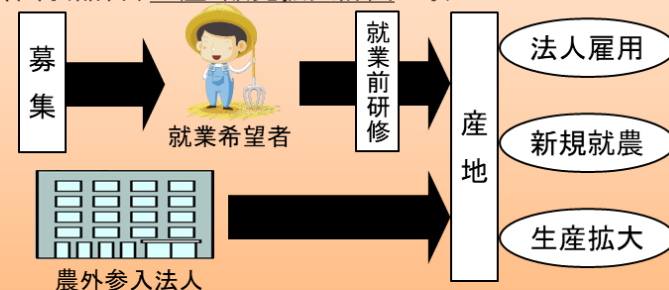 募集
就業希望者
就業前研修
産地
法人雇用
新規就農
生産拡大
農外参入法人